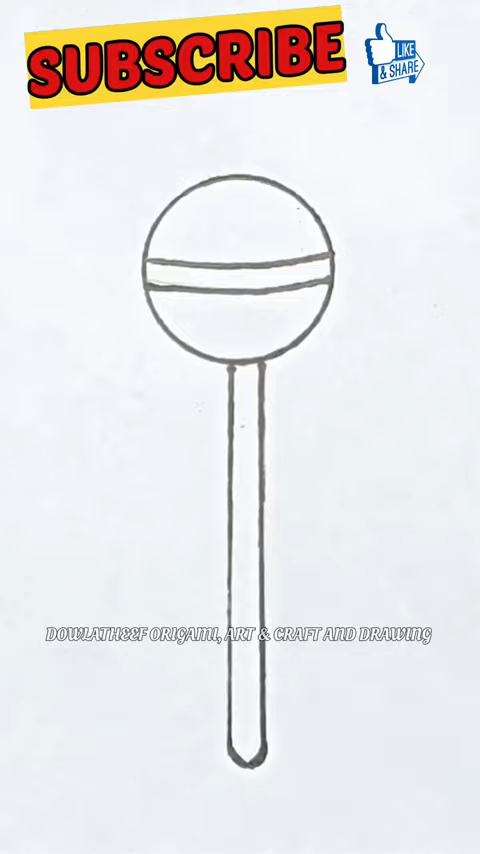 SUBSCRIBE
LIKE
& SHARE
DOWLATHEEF ORIGAMI, ART & CRAFT AND DRAWING